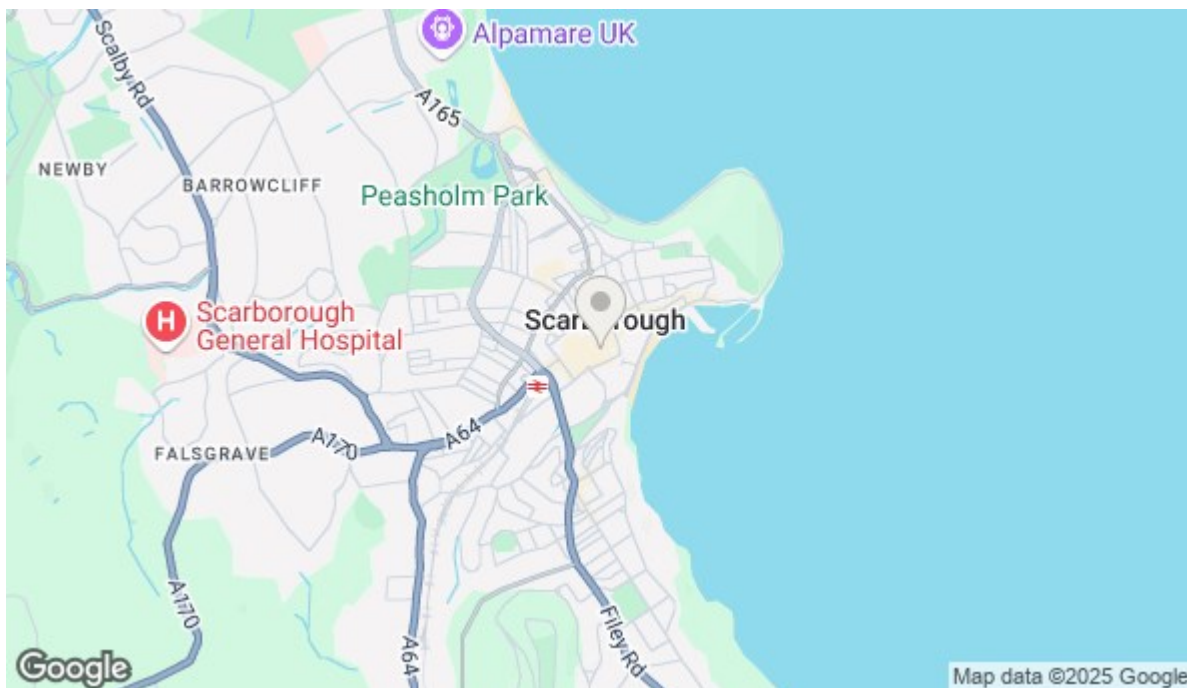 Scalby Rd
Alpamare UK
A165
NEWBY
BARROWCLIFF
Peasholm Park
H
Scarborough
General Hospital
Scarborough
A64
A170
FALSGRAVE
A170
A64
Filey Rd
Google
Map data ©2025 Google